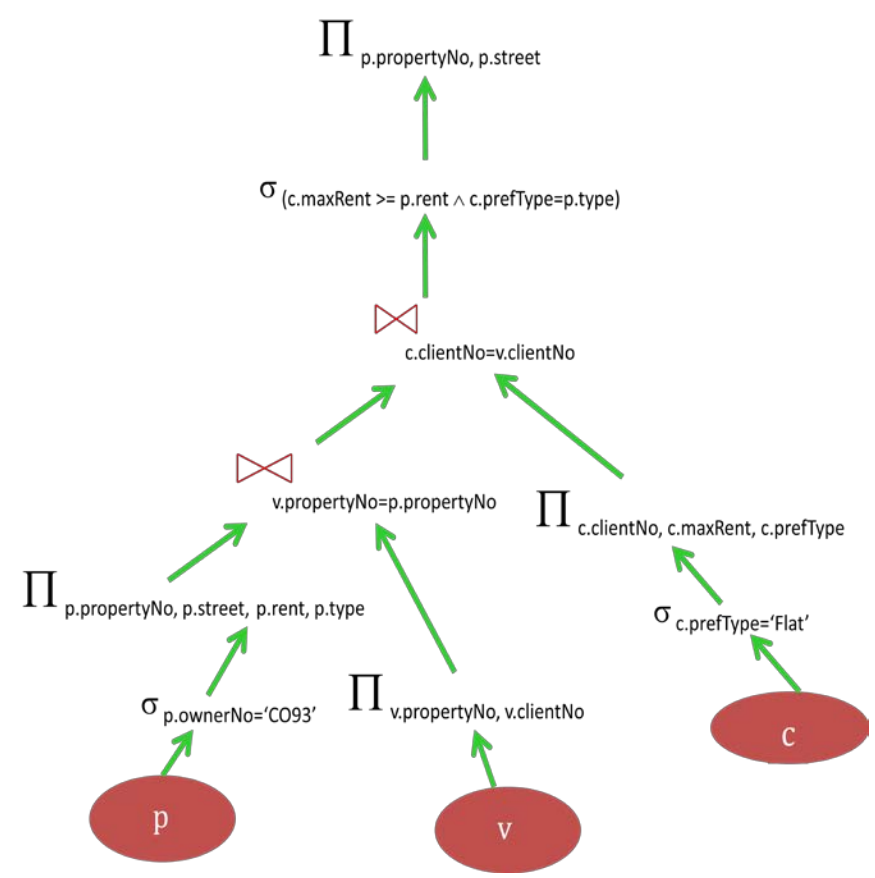 ∏ p.propertyNo, p.street
σ (c.maxRent >= p.rent ∧ c.prefType=p.type)
⋈ c.clientNo=v.clientNo
⋈ v.propertyNo=p.propertyNo
∏ c.clientNo, c.maxRent, c.prefType
∏ p.propertyNo, p.street, p.rent, p.type
σ c.prefType=‘Flat’
σ p.ownerNo=‘CO93’
∏ v.propertyNo, v.clientNo
c
p
v